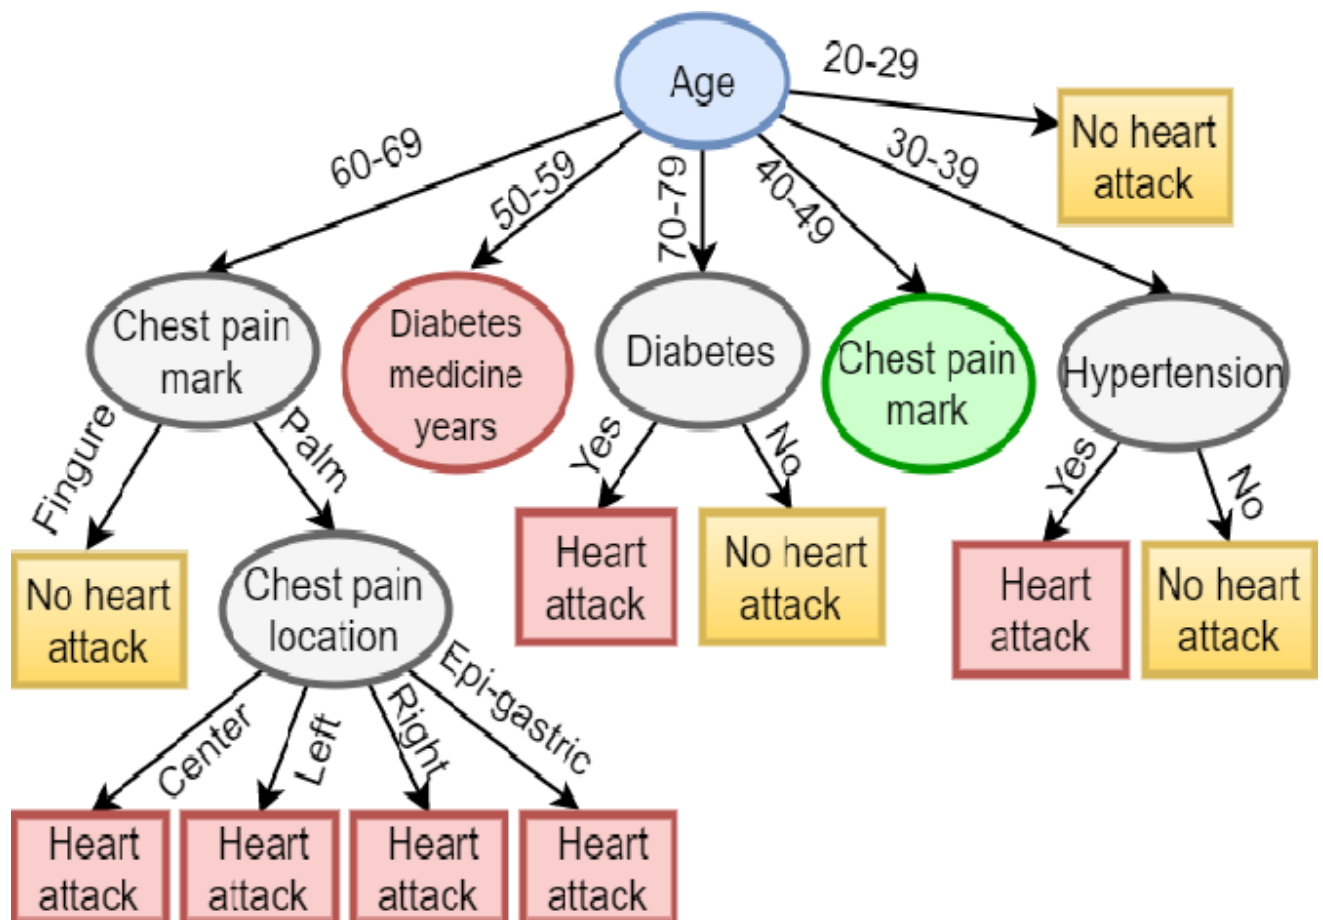 Age
20-29
No heart
attack
60-69
50-59
70-79
40-49
30-39
Chest pain
mark
Diabetes
medicine
years
Diabetes
Chest pain
mark
Hypertension
Fingure
Palm
Yes
No
Yes
No
No heart
attack
Chest pain
location
Heart
attack
No heart
attack
Heart
attack
No heart
attack
Center
Left
Right
Epi-gastric
Heart
attack
Heart
attack
Heart
attack
Heart
attack